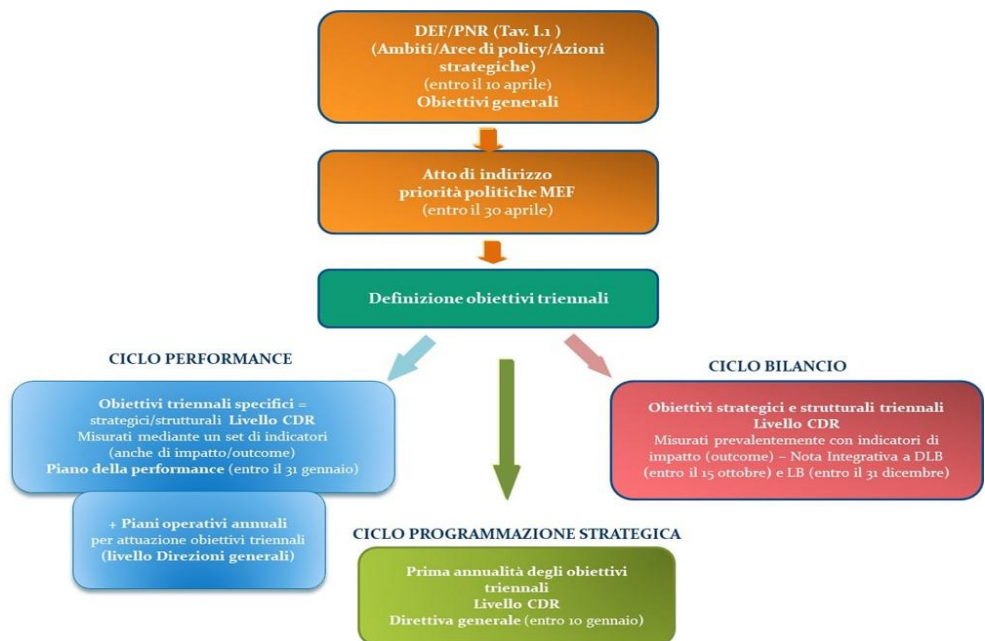 DEF/PNR (Tav. I.1 )
(Ambiti/Aree di policy/Azioni
strategiche)
(entro il 10 aprile)
Obiettivi generali
Atto di indirizzo
priorità politiche MEF
(entro il 30 aprile)
Definizione obiettivi triennali
CICLO PERFORMANCE
Obiettivi triennali specifici =
strategici/strutturali Livello CDR
Misurati mediante un set di indicatori
(anche di impatto/outcome)
Piano della performance (entro il 31 gennaio)
+ Piani operativi annuali
per attuazione obiettivi triennali
(livello Direzioni generali)
CICLO PROGRAMMAZIONE STRATEGICA
Prima annualità degli obiettivi
triennali
Livello CDR
Direttiva generale (entro 10 gennaio)
CICLO BILANCIO
Obiettivi strategici e strutturali triennali
Livello CDR
Misurati prevalentemente con indicatori di
impatto (outcome) – Nota Integrativa a DLB
(entro il 15 ottobre) e LB (entro il 31 dicembre)